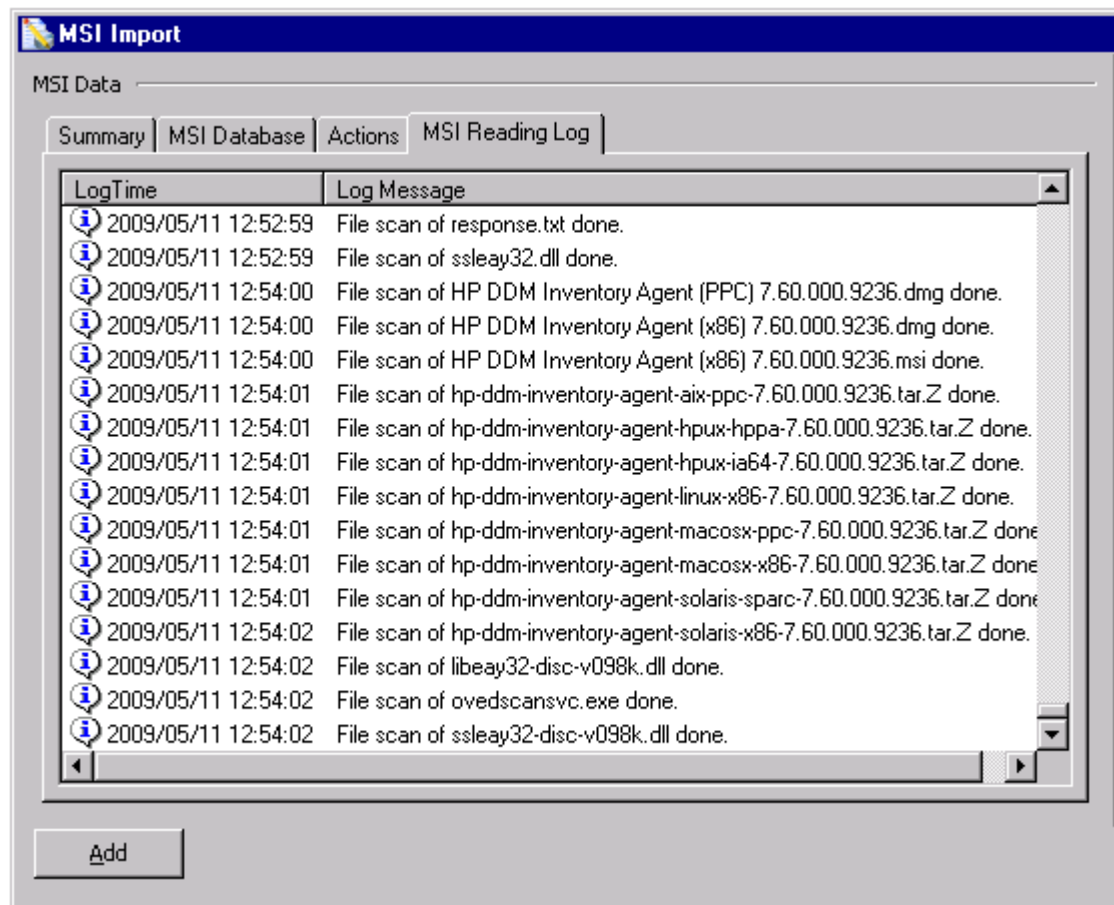 MSI Import
MSI Data
Summary MSI Database Actions MSI Reading Log
LogTime Log Message
2009/05/11 12:52:59 File scan of response.txt done.
2009/05/11 12:52:59 File scan of ssleay32.dll done.
2009/05/11 12:54:00 File scan of HP DDM Inventory Agent (PPC) 7.60.000.9236.dmg done.
2009/05/11 12:54:00 File scan of HP DDM Inventory Agent (x86) 7.60.000.9236.dmg done.
2009/05/11 12:54:00 File scan of HP DDM Inventory Agent (x86) 7.60.000.9236.msi done.
2009/05/11 12:54:01 File scan of hp-ddm-inventory-agent-aix-ppc-7.60.000.9236.tar.Z done.
2009/05/11 12:54:01 File scan of hp-ddm-inventory-agent-hpux-hppa-7.60.000.9236.tar.Z done.
2009/05/11 12:54:01 File scan of hp-ddm-inventory-agent-hpux-ia64-7.60.000.9236.tar.Z done.
2009/05/11 12:54:01 File scan of hp-ddm-inventory-agent-linux-x86-7.60.000.9236.tar.Z done.
2009/05/11 12:54:01 File scan of hp-ddm-inventory-agent-macosx-ppc-7.60.000.9236.tar.Z done
2009/05/11 12:54:01 File scan of hp-ddm-inventory-agent-macosx-x86-7.60.000.9236.tar.Z done
2009/05/11 12:54:01 File scan of hp-ddm-inventory-agent-solaris-sparc-7.60.000.9236.tar.Z done
2009/05/11 12:54:02 File scan of hp-ddm-inventory-agent-solaris-x86-7.60.000.9236.tar.Z done.
2009/05/11 12:54:02 File scan of libeay32-disc-v098k.dll done.
2009/05/11 12:54:02 File scan of ovedscansvc.exe done.
2009/05/11 12:54:02 File scan of ssleay32-disc-v098k.dll done.
Add